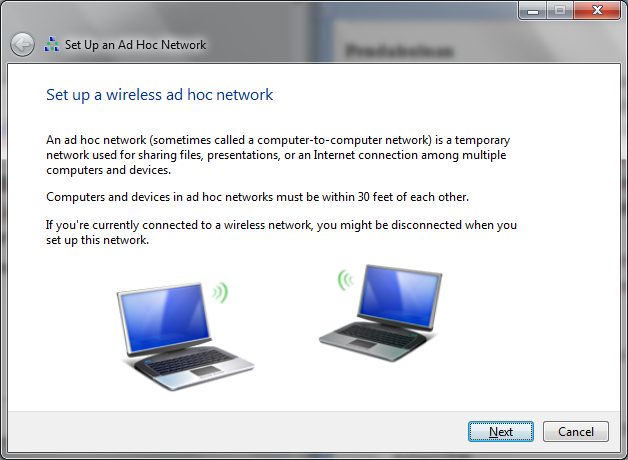 Pendahuluan
Set Up an Ad Hoc Network
Set up a wireless ad hoc network
An ad hoc network (sometimes called a computer-to-computer network) is a temporary
network used for sharing files, presentations, or an Internet connection among multiple
computers and devices.
Computers and devices in ad hoc networks must be within 30 feet of each other.
If you're currently connected to a wireless network, you might be disconnected when you
set up this network.
Next
Cancel